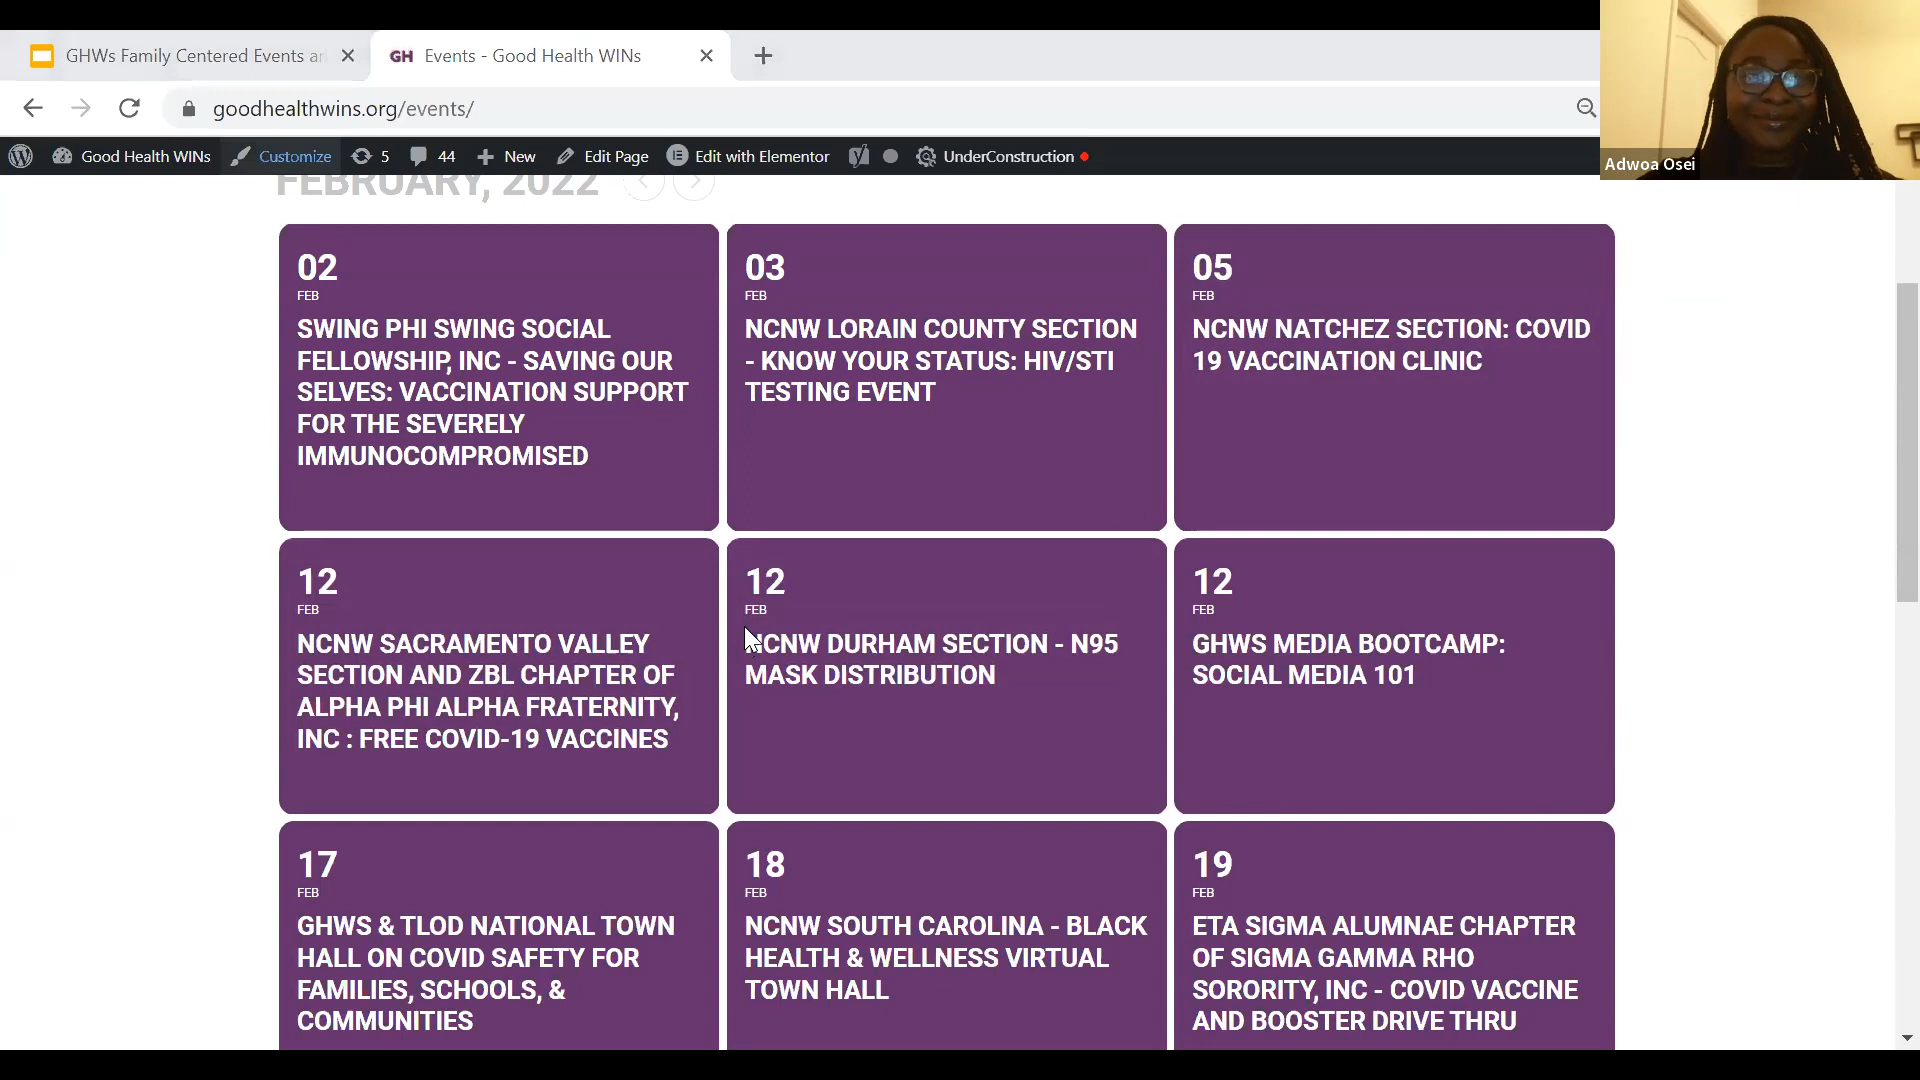 GHWs Family Centered Events a
GH Events - Good Health WINs
goodhealthwins.org/events/
Good Health WINs Customize 5 44 New Edit Page Edit with Elementor UnderConstruction
Adwoa Osei
FEBRUARY, 2022
02
FEB
SWING PHI SWING SOCIAL
FELLOWSHIP, INC - SAVING OUR
SELVES: VACCINATION SUPPORT
FOR THE SEVERELY
IMMUNOCOMPROMISED
03
FEB
NCNW LORAIN COUNTY SECTION
- KNOW YOUR STATUS: HIV/STI
TESTING EVENT
05
FEB
NCNW NATCHEZ SECTION: COVID
19 VACCINATION CLINIC
12
FEB
NCNW SACRAMENTO VALLEY
SECTION AND ZBL CHAPTER OF
ALPHA PHI ALPHA FRATERNITY,
INC : FREE COVID-19 VACCINES
12
FEB
NCNW DURHAM SECTION - N95
MASK DISTRIBUTION
12
FEB
GHWS MEDIA BOOTCAMP:
SOCIAL MEDIA 101
17
FEB
GHWS & TLOD NATIONAL TOWN
HALL ON COVID SAFETY FOR
FAMILIES, SCHOOLS, &
COMMUNITIES
18
FEB
NCNW SOUTH CAROLINA - BLACK
HEALTH & WELLNESS VIRTUAL
TOWN HALL
19
FEB
ETA SIGMA ALUMNAE CHAPTER
OF SIGMA GAMMA RHO
SORORITY, INC - COVID VACCINE
AND BOOSTER DRIVE THRU